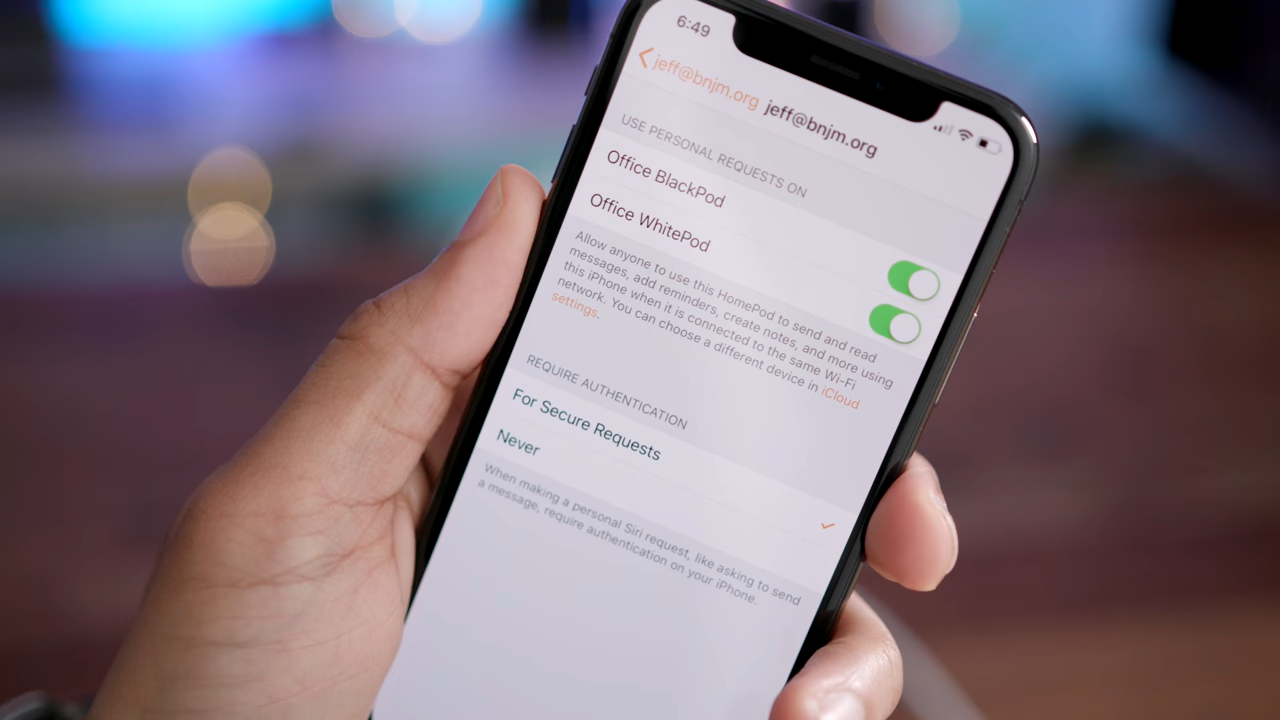 6:49
jeff@bnjm.org jeff@bnjm.org
USE PERSONAL REQUESTS ON
Office BlackPod
Office WhitePod
Allow anyone to use this HomePod to send and read
messages, add reminders, create notes, and more using
this iPhone when it is connected to the same Wi-Fi
network. You can choose a different device in iCloud
settings.
REQUIRE AUTHENTICATION
For Secure Requests
Never
When making a personal Siri request, like asking to send
a message, require authentication on your iPhone.